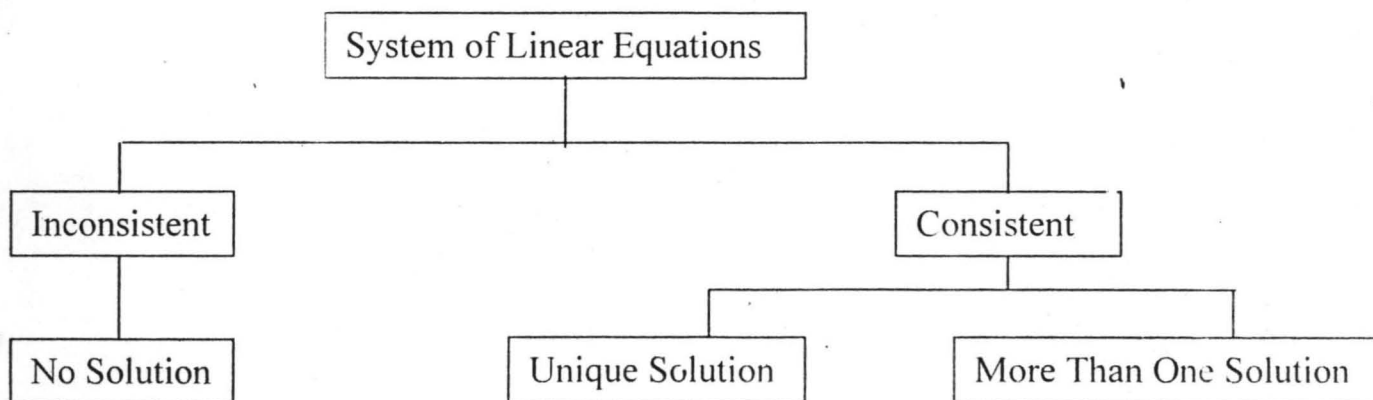 System of Linear Equations
Inconsistent
Consistent
No Solution
Unique Solution
More Than One Solution